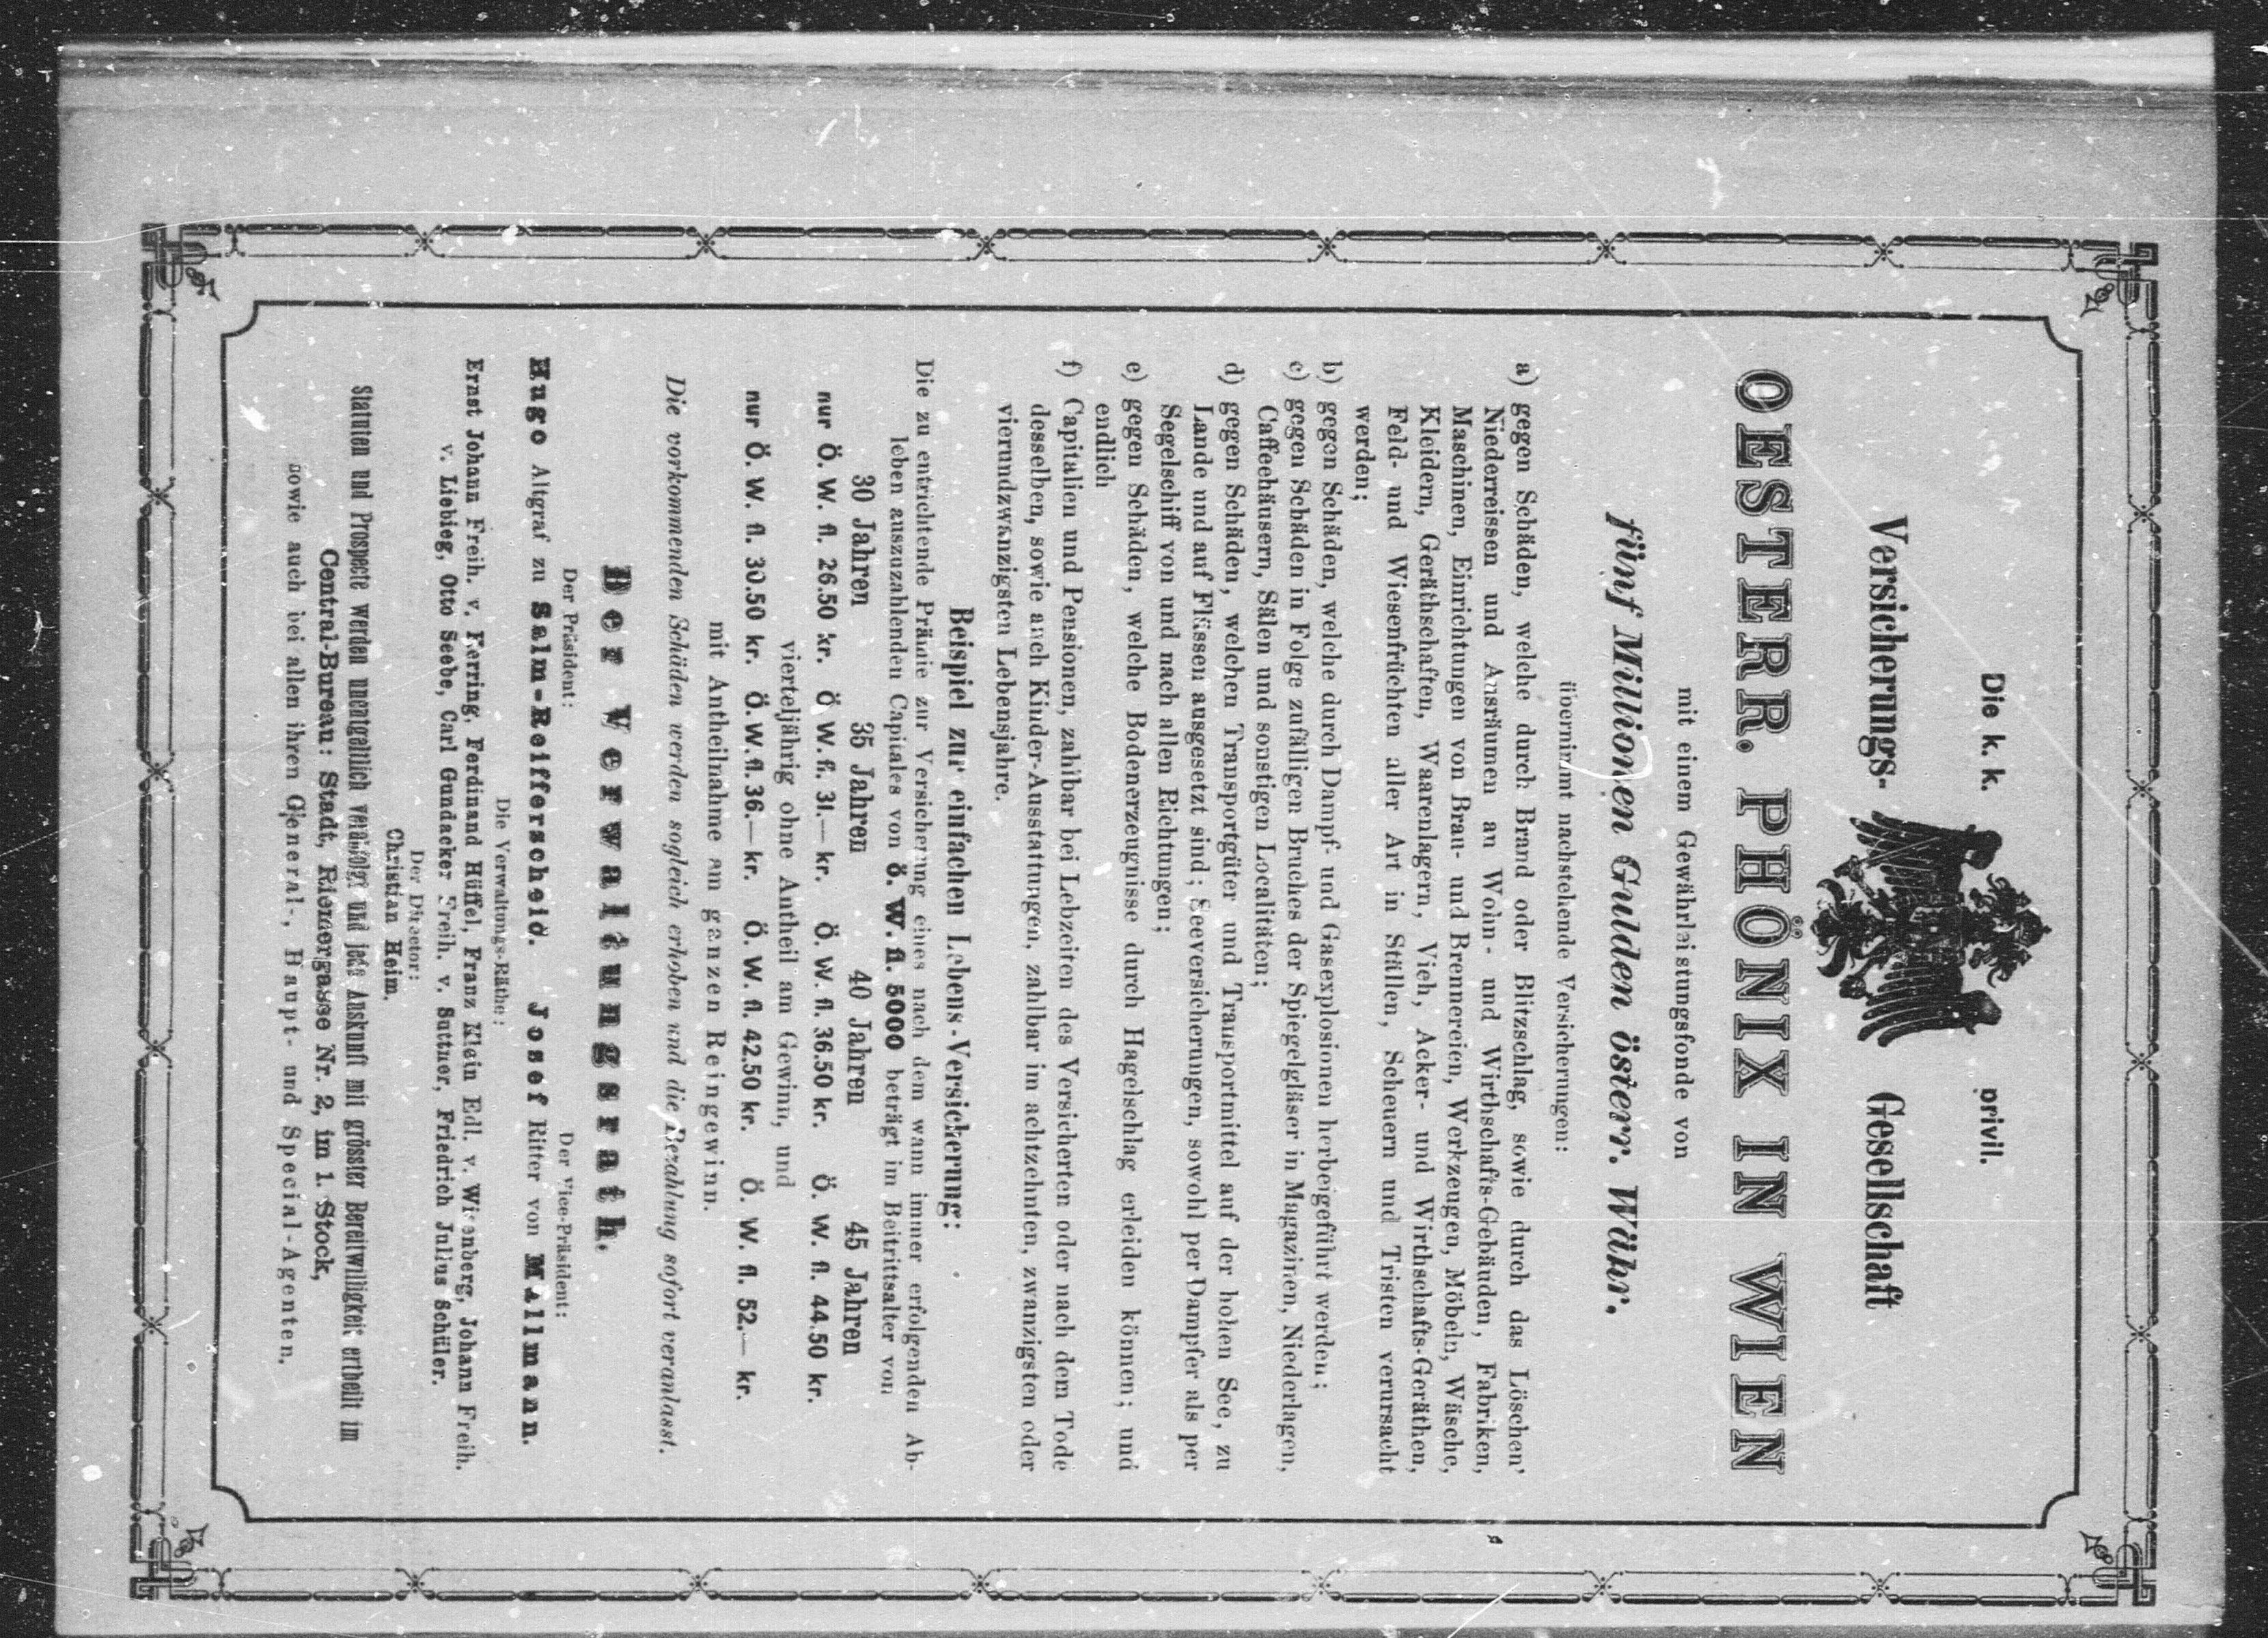 Die k. k. privil.
Versicherungs- Gesellschaft
OESTERR. PHÖNIX IN WIEN
mit einem Gewährleistungsfonde von
fünf Millionen Gulden österr. Währ.
übernimmt nachstehende Versicherungen:
a) gegen Schäden, welche durch Brand oder Blitzschlag, sowie durch das Löschen,
Niederreissen und Ausräumen an Wohn- und Wirthschafts-Gebäuden, Fabriken,
Maschinen, Einrichtungen von Brau- und Brennereien, Werkzeugen, Möbeln, Wäsche,
Kleidern, Geräthschaften, Waarenlagern, Vieh, Acker- und Wirthschafts-Geräthen,
Feld- und Wiesenfrüchten aller Art in Ställen, Scheuern und Tristen verursacht
werden;
b) gegen Schäden, welche durch Dampf- und Gasexplosionen herbeigeführt werden;
c) gegen Schäden in Folge zufälligen Bruches der Spiegelgläser in Magazinen, Niederlagen,
Caffeehäusern, Sälen und sonstigen Localitäten;
d) gegen Schäden, welchen Transportgüter und Transportmittel auf der hohen See, zu
Lande und auf Flüssen ausgesetzt sind; Seeversicherungen, sowohl per Dampfer als per
Segelschiff von und nach allen Richtungen;
e) gegen Schäden, welche Bodenerzeugnisse durch Hagelschlag erleiden können; und
endlich
f) Capitalien und Pensionen, zahlbar bei Lebzeiten des Versicherten oder nach dem Tode
desselben, sowie auch Kinder-Ausstattungen, zahlbar im achtzehnten, zwanzigsten oder
vierundzwanzigsten Lebensjahre.
Beispiel zur einfachen Lebens-Versicherung:
Die zu entrichtende Prämie zur Versicherung eines nach dem wann immer erfolgenden Ab-
leben auszuzahlenden Capitales von Ö. W. fl. 5000 beträgt im Beitrittsalter von
30 Jahren 35 Jahren 40 Jahren 45 Jahren
nur Ö. W. fl. 26.50 kr. Ö W. fl. 31.— kr. Ö. W. fl. 36.50 kr. Ö. W. fl. 44.50 kr.
vierteljährig ohne Antheil am Gewinn, und
nur Ö. W. fl. 30.50 kr. Ö. W. fl. 36.— kr. Ö. W. fl. 42.50 kr. Ö. W. fl. 52.— kr.
mit Antheilnahme am ganzen Reingewinn.
Die vorkommenden Schäden werden sogleich erhoben und die Bezahlung sofort veranlasst.
Der Verwaltungsrath.
Der Präsident: Der Vice-Präsident:
Hugo Altgraf zu Salm-Reifferscheid. Josef Ritter von Mallmann.
Die Verwaltungs-Räthe:
Ernst Johann Freih. v. Herring, Ferdinand Hüffel, Franz Klein Edl. v. Wisenberg, Johann Freih.
v. Liebieg, Otto Seebe, Carl Gundacker Freih. v. Suttner, Friedrich Julius Schüler.
Der Director:
Christian Heim.
Statuten und Prospecte werden unentgeltlich verabfolgt und jede Auskunft mit grösster Bereitwilligkeit ertheilt im
Central-Bureau: Stadt, Riemergasse Nr. 2, im 1. Stock,
sowie auch bei allen ihren General-, Haupt- und Special-Agenten.